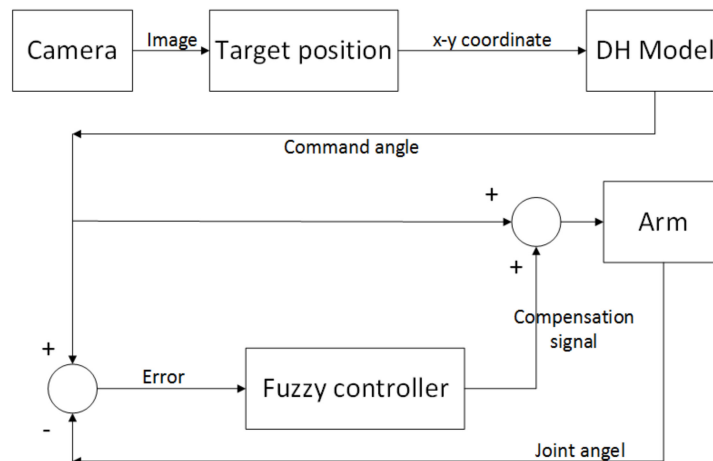 Camera
Image
Target position
x-y coordinate
DH Model
Command angle
+
Arm
+
Compensation
signal
+
Error
Fuzzy controller
-
Joint angel